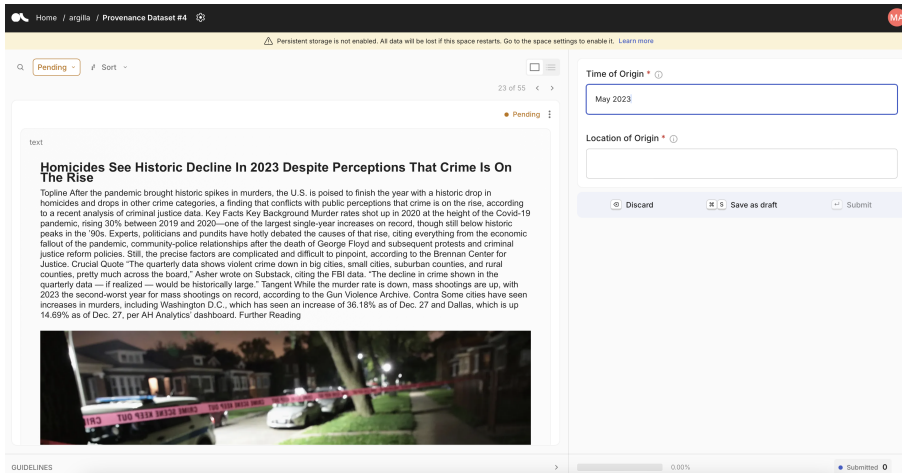 Home / argilla / Provenance Dataset #4
MA
Persistent storage is not enabled. All data will be lost if this space restarts. Go to the space settings to enable it. Learn more
Pending
Sort
23 of 55
Pending
text
Homicides See Historic Decline In 2023 Despite Perceptions That Crime Is On
The Rise
Topline After the pandemic brought historic spikes in murders, the U.S. is poised to finish the year with a historic drop in
homicides and drops in other crime categories, a finding that conflicts with public perceptions that crime is on the rise, according
to a recent analysis of criminal justice data. Key Facts Key Background Murder rates shot up in 2020 at the height of the Covid-19
pandemic, rising 30% between 2019 and 2020—one of the largest single-year increases on record, though still below historic
peaks in the '90s. Experts, politicians and pundits have hotly debated the causes of that rise, citing everything from the economic
fallout of the pandemic, community-police relationships after the death of George Floyd and subsequent protests and criminal
justice reform policies. Still, the precise factors are complicated and difficult to pinpoint, according to the Brennan Center for
Justice. Crucial Quote "The quarterly data shows violent crime down in big cities, small cities, suburban counties, and rural
counties, pretty much across the board," Asher wrote on Substack, citing the FBI data. "The decline in crime shown in the
quarterly data — if realized — would be historically large." Tangent While the murder rate is down, mass shootings are up, with
2023 the second-worst year for mass shootings on record, according to the Gun Violence Archive. Contra Some cities have seen
increases in murders, including Washington D.C., which has seen an increase of 36.18% as of Dec. 27 and Dallas, which is up
14.69% as of Dec. 27, per AH Analytics' dashboard. Further Reading
CRIME SCENE KEEP OUT
GUIDELINES
Time of Origin *
May 2023
Location of Origin *
Discard
⌘ S Save as draft
Submit
0.00%
Submitted 0